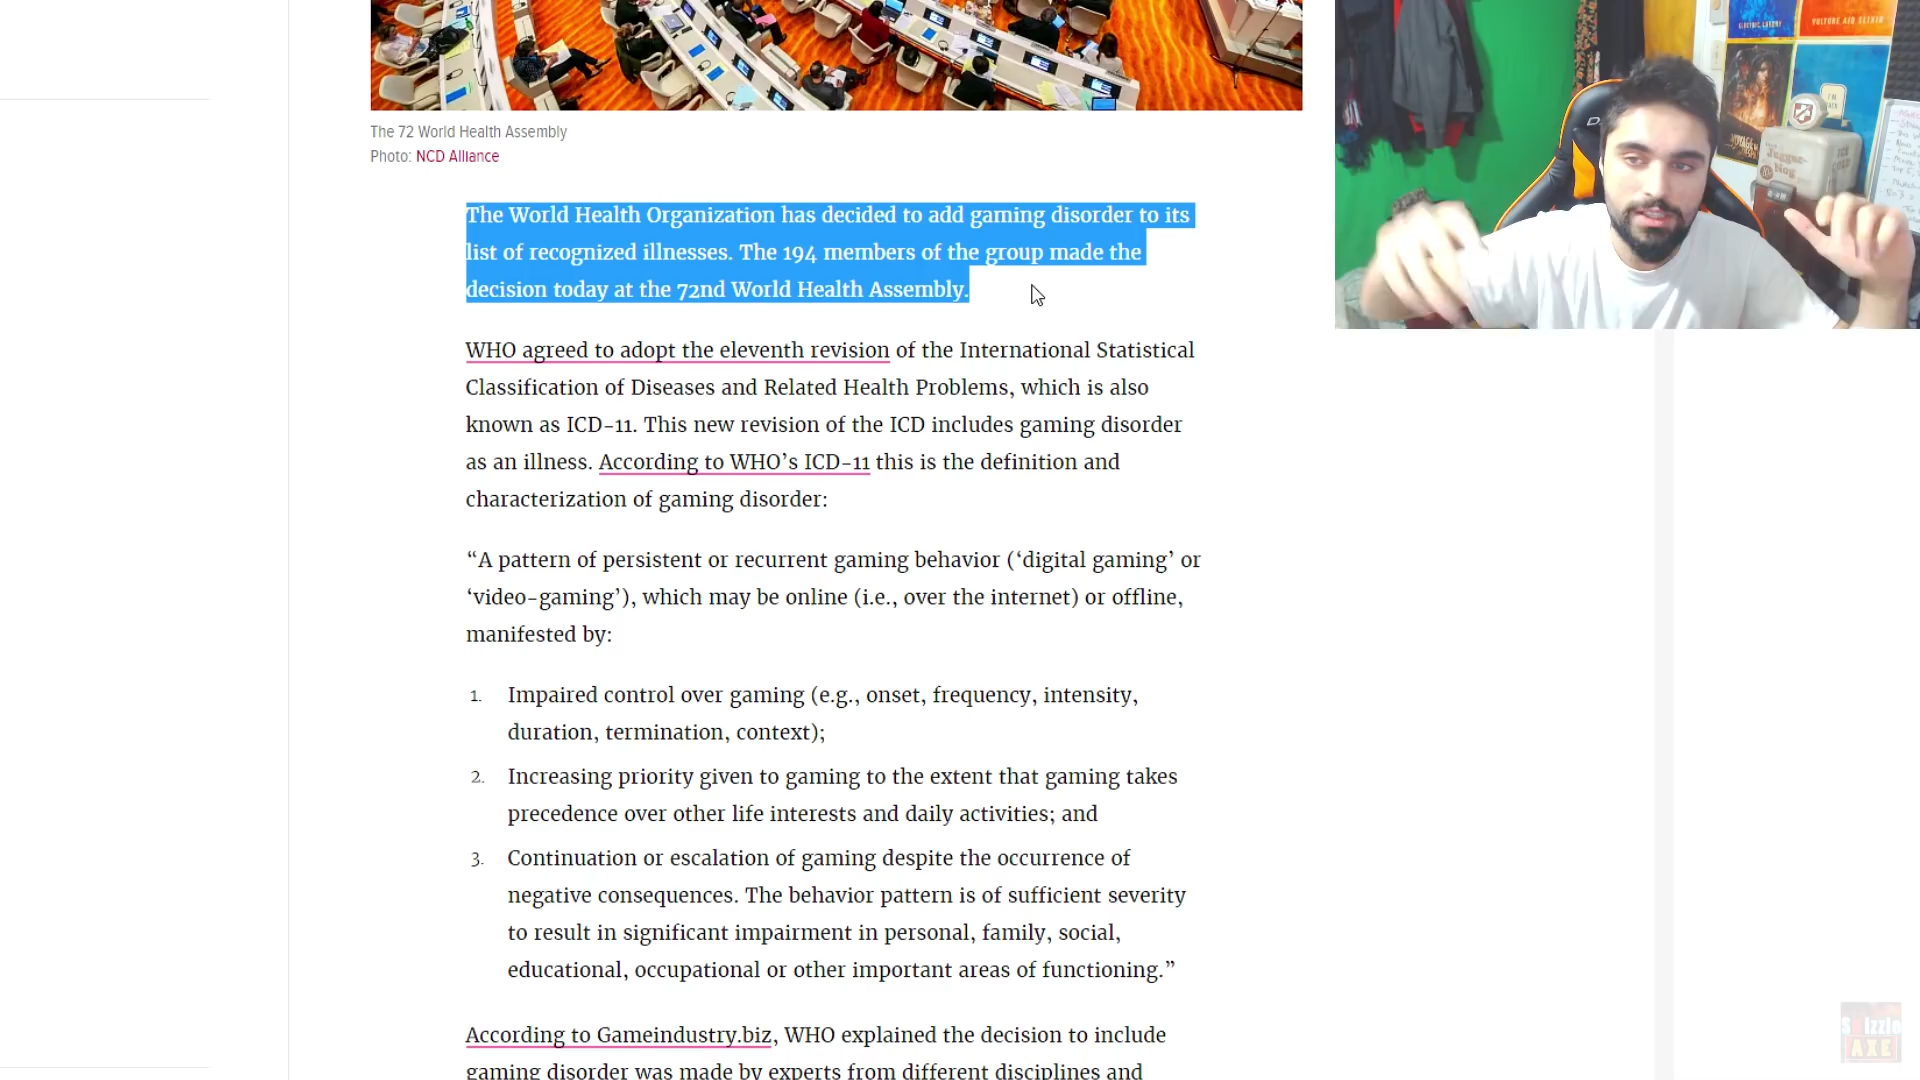 The 72 World Health Assembly
Photo: NCD Alliance
The World Health Organization has decided to add gaming disorder to its
list of recognized illnesses. The 194 members of the group made the
decision today at the 72nd World Health Assembly.
WHO agreed to adopt the eleventh revision of the International Statistical
Classification of Diseases and Related Health Problems, which is also
known as ICD-11. This new revision of the ICD includes gaming disorder
as an illness. According to WHO’s ICD-11 this is the definition and
characterization of gaming disorder:
“A pattern of persistent or recurrent gaming behavior (‘digital gaming’ or
‘video-gaming’), which may be online (i.e., over the internet) or offline,
manifested by:
1. Impaired control over gaming (e.g., onset, frequency, intensity,
duration, termination, context);
2. Increasing priority given to gaming to the extent that gaming takes
precedence over other life interests and daily activities; and
3. Continuation or escalation of gaming despite the occurrence of
negative consequences. The behavior pattern is of sufficient severity
to result in significant impairment in personal, family, social,
educational, occupational or other important areas of functioning.”
According to Gameindustry.biz, WHO explained the decision to include
gaming disorder was made by experts from different disciplines and
ELECTRIC CHERRY
VULTURE AID ELIXIR
Jugger-
Nog
ICE
COLD
AXE